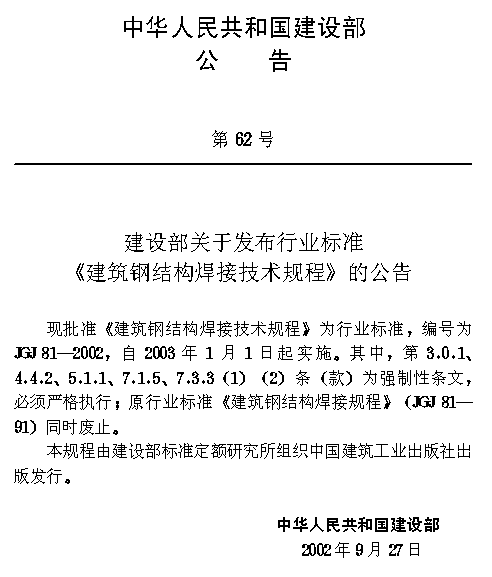 中华人民共和国建设部
公 告
第 62 号
建设部关于发布行业标准
《建筑钢结构焊接技术规程》的公告
现批准《建筑钢结构焊接技术规程》为行业标准，编号为
JGJ 81—2002，自 2003 年 1 月 1 日起实施。其中，第 3.0.1、
4.4.2、5.1.1、7.1.5、7.3.3（1）（2）条（款）为强制性条文，
必须严格执行；原行业标准《建筑钢结构焊接规程》（JGJ 81—
91）同时废止。
本规程由建设部标准定额研究所组织中国建筑工业出版社出
版发行。
中华人民共和国建设部
2002 年 9 月 27 日